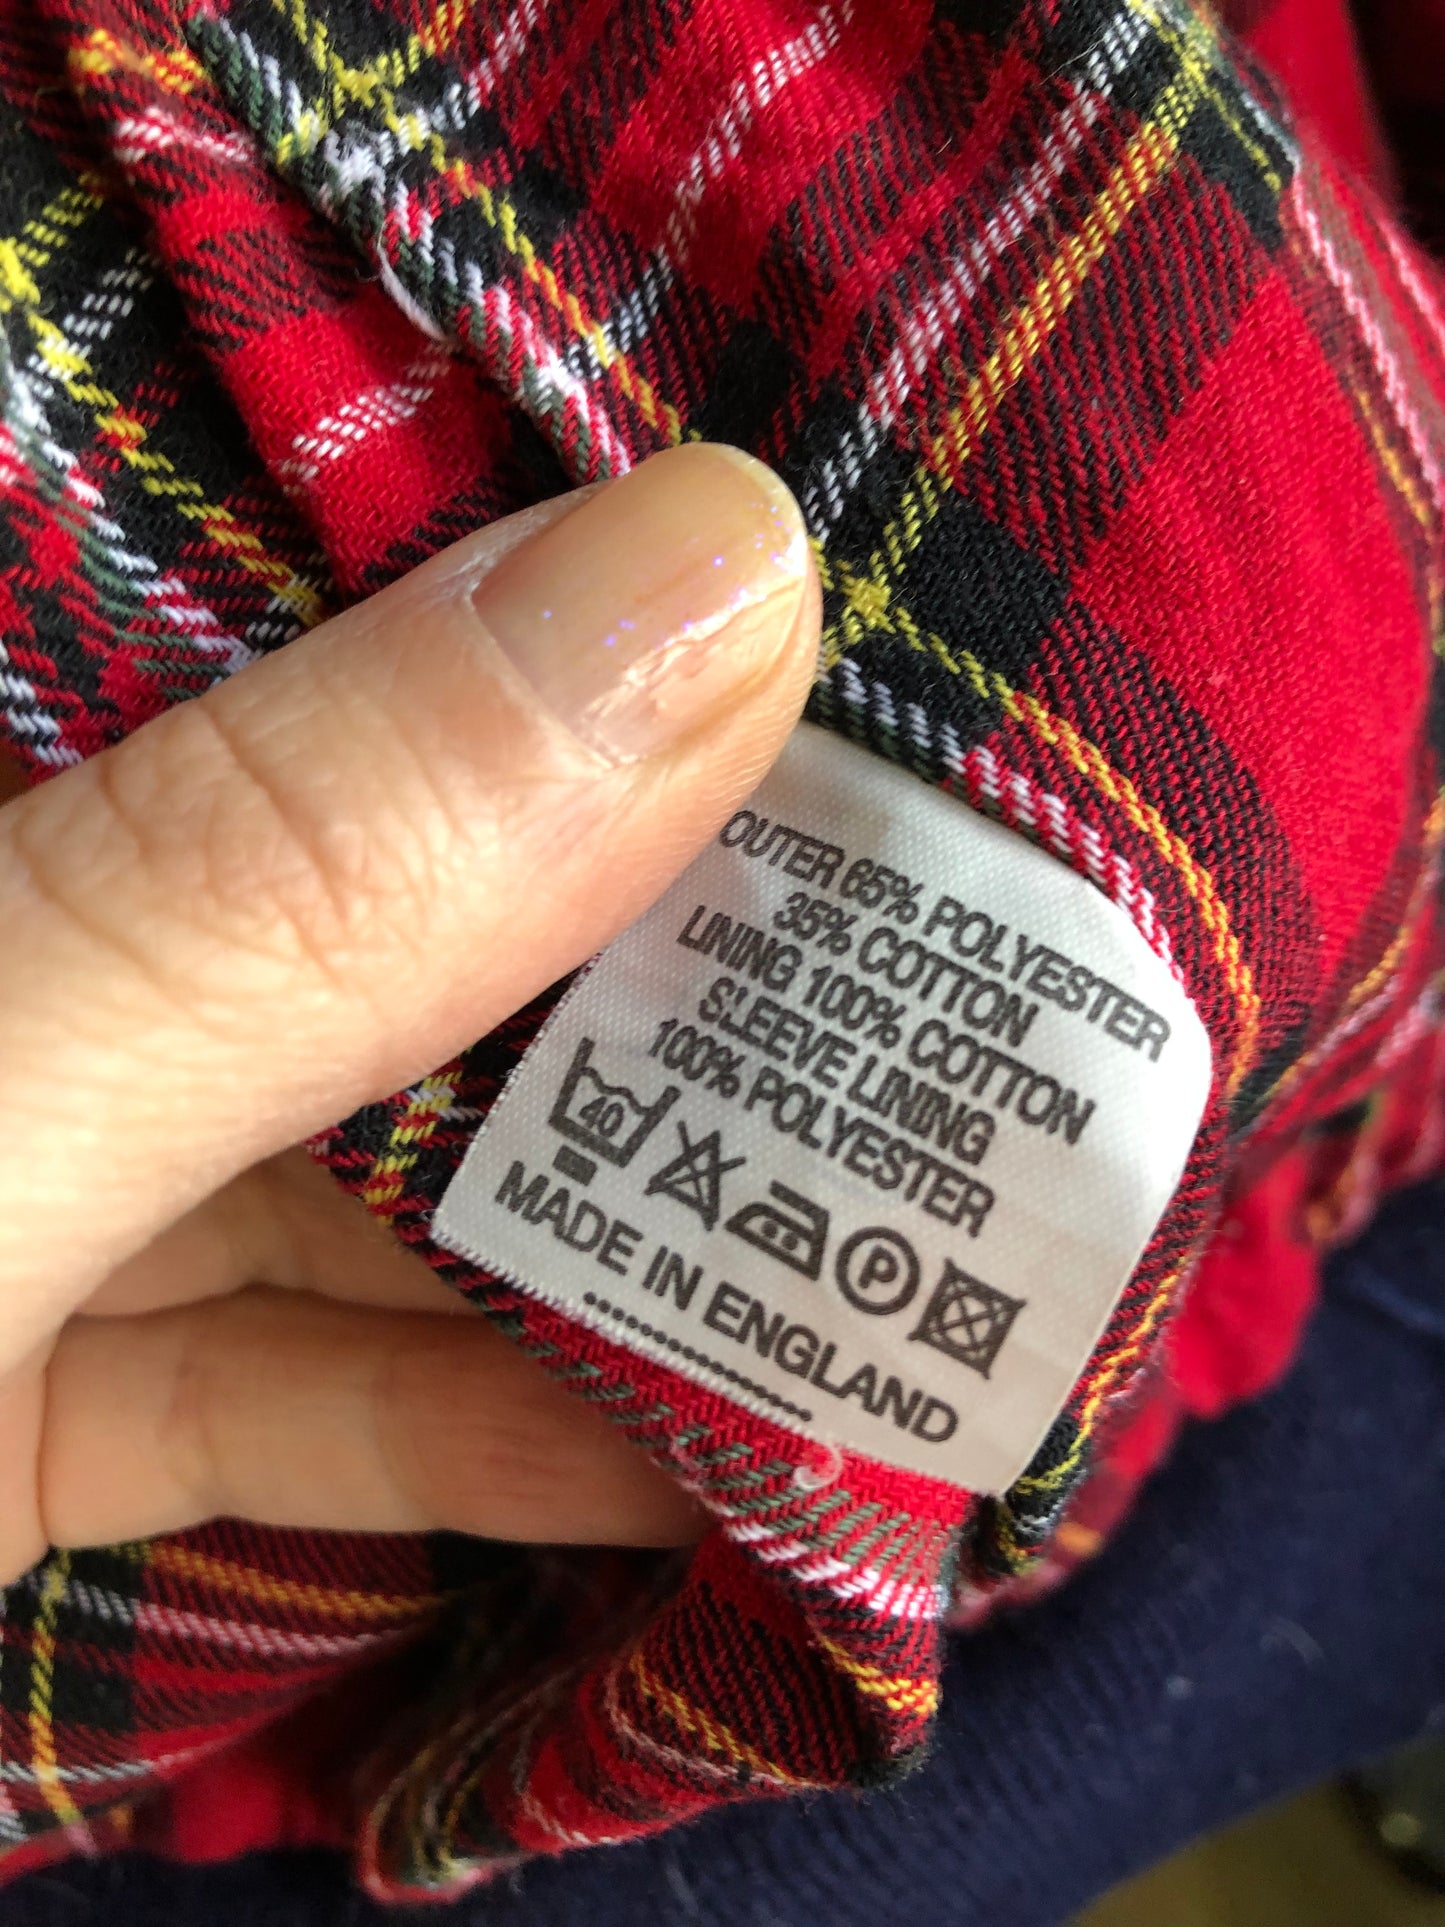 OUTER 65% POLYESTER
35% COTTON
LINING 100% COTTON
SLEEVE LINING
100% POLYESTER
40 P
MADE IN ENGLAND